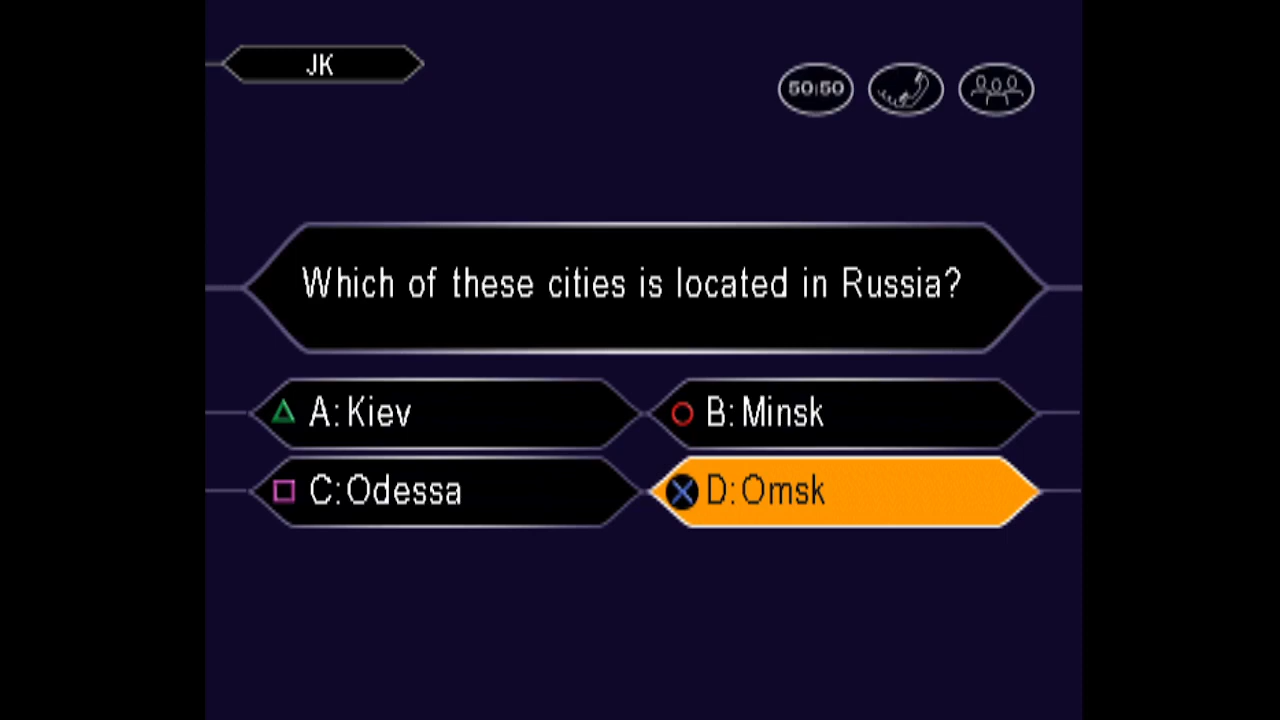 JK
50:50
Which of these cities is located in Russia?
A: Kiev
B: Minsk
C: Odessa
D: Omsk